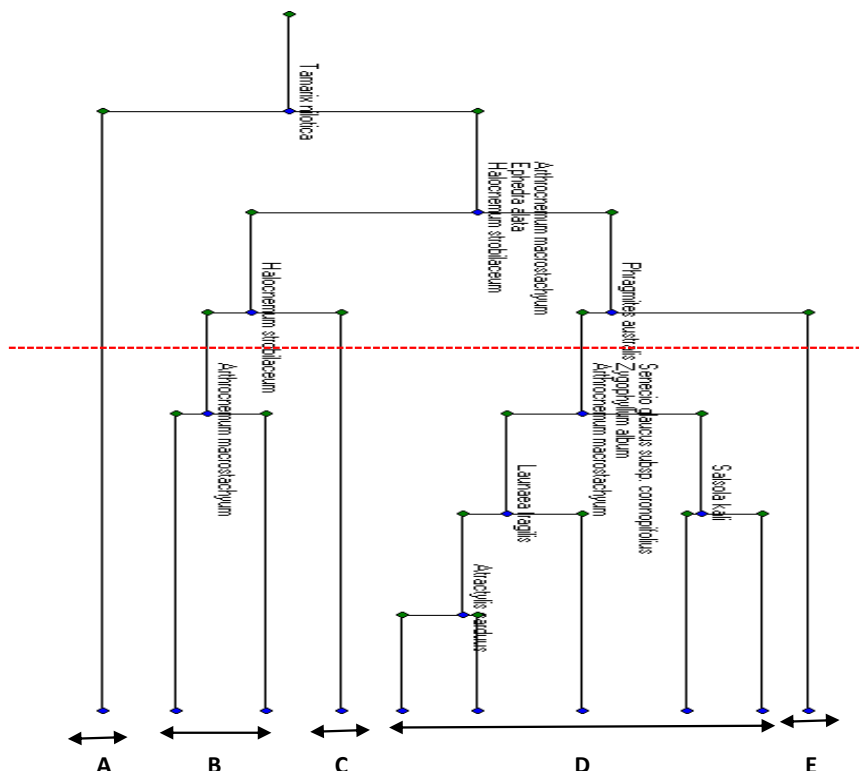 Tamarix nilotica
Arthrocnemum macrostachyum
Ephedra alata
Halocnemum strobilaceum
Halocnemum strobilaceum
Phragmites australis
Arthrocnemum macrostachyum
Senecio glaucus subsp. coronopifolius
Zygophyllum album
Arthrocnemum macrostachyum
Launaea fragilis
Salsola kali
Atractylis carduus
A B C D E